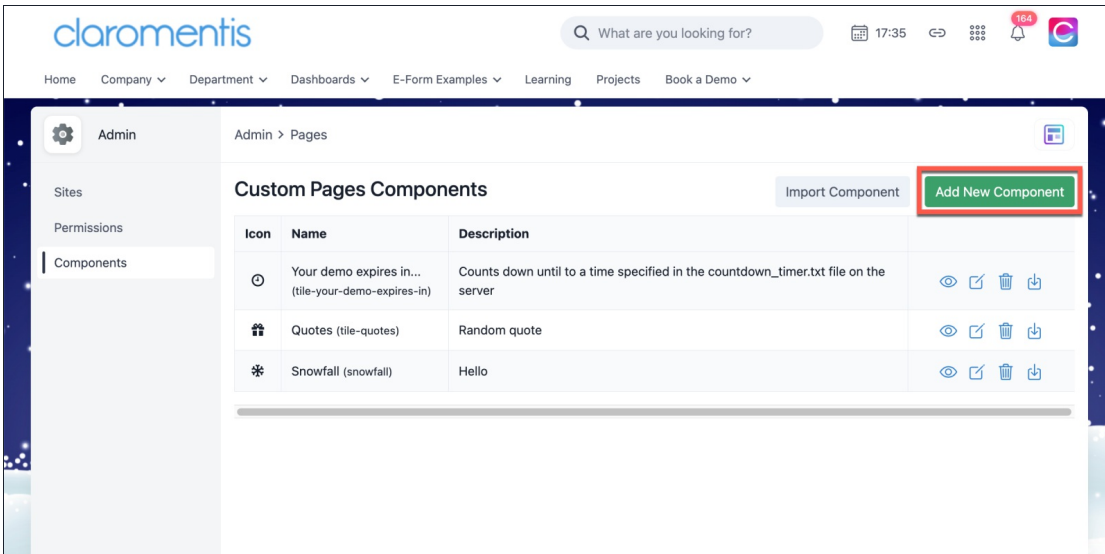 claromentis
What are you looking for?
17:35
164
Home Company Department Dashboards E-Form Examples Learning Projects Book a Demo
Admin
Admin > Pages
Sites
Permissions
Components
Custom Pages Components
Import Component
Add New Component
Icon Name Description
Your demo expires in...
(tile-your-demo-expires-in)
Counts down until to a time specified in the countdown_timer.txt file on the
server
Quotes (tile-quotes) Random quote
Snowfall (snowfall) Hello